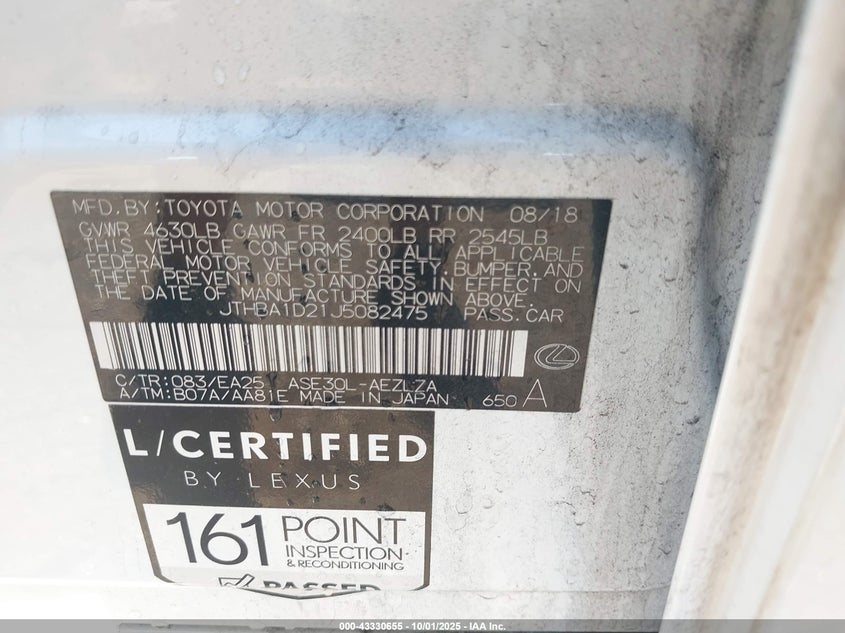 MFD. BY: TOYOTA MOTOR CORPORATION 08/18
GVWR 4630LB GAWR FR 2400LB RR 2545LB
THIS VEHICLE CONFORMS TO ALL APPLICABLE
FEDERAL MOTOR VEHICLE SAFETY, BUMPER, AND
THEFT PREVENTION STANDARDS IN EFFECT ON
THE DATE OF MANUFACTURE SHOWN ABOVE.
JTHBA1D21J5082475 PASS.CAR
C/TR:083/EA25 ASE30L-AEZLZA
A/TM:B07A/AA81E MADE IN JAPAN 650 A
L/CERTIFIED
BY LEXUS
161 POINT
INSPECTION
& RECONDITIONING
PASSED
000-43330655 - 10/01/2025 - IAA Inc.